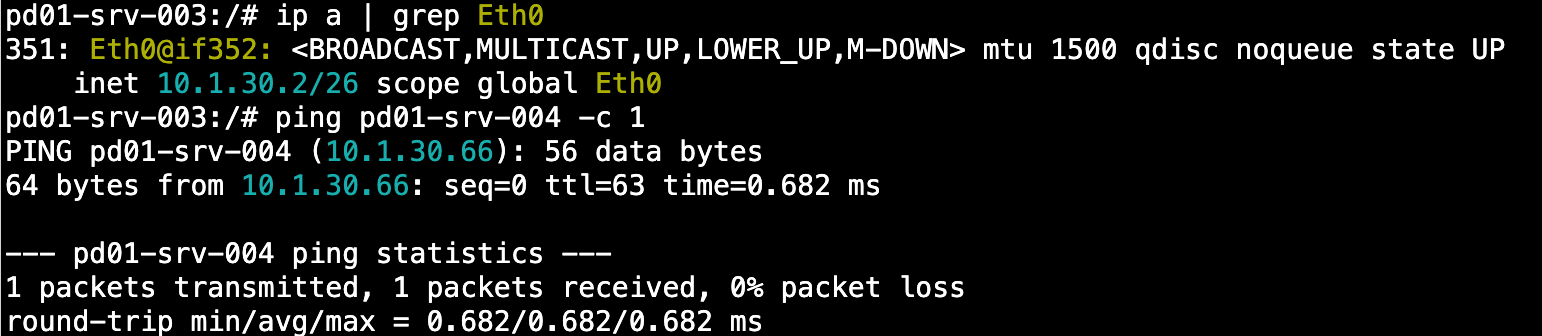 pd01-srv-003:/# ip a | grep Eth0
351: Eth0@if352: <BROADCAST,MULTICAST,UP,LOWER_UP,M-DOWN> mtu 1500 qdisc noqueue state UP
    inet 10.1.30.2/26 scope global Eth0
pd01-srv-003:/# ping pd01-srv-004 -c 1
PING pd01-srv-004 (10.1.30.66): 56 data bytes
64 bytes from 10.1.30.66: seq=0 ttl=63 time=0.682 ms

--- pd01-srv-004 ping statistics ---
1 packets transmitted, 1 packets received, 0% packet loss
round-trip min/avg/max = 0.682/0.682/0.682 ms